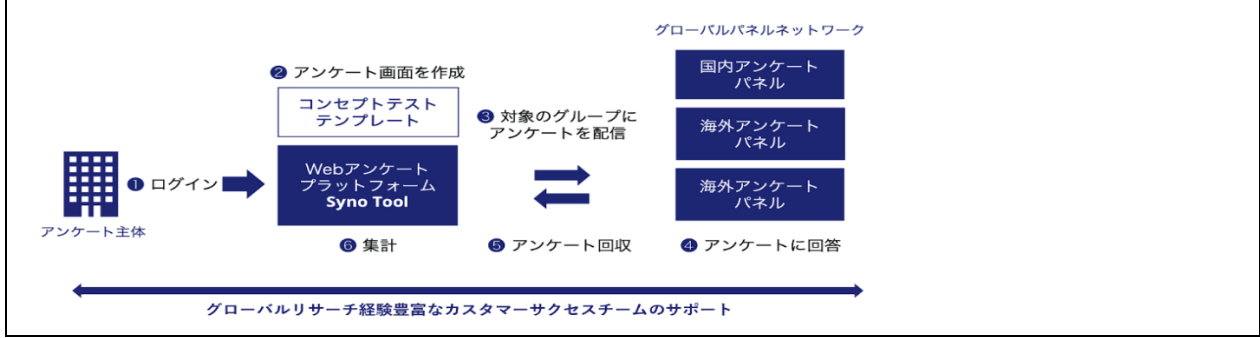 グローバルパネルネットワーク
国内アンケート
パネル
❷ アンケート画面を作成
コンセプトテスト
テンプレート
❸ 対象のグループに
アンケートを配信
海外アンケート
パネル
❶ ログイン
Webアンケート
プラットフォーム
Syno Tool
海外アンケート
パネル
アンケート主体
❻ 集計
❺ アンケート回収
❹ アンケートに回答
グローバルリサーチ経験豊富なカスタマーサクセスチームのサポート